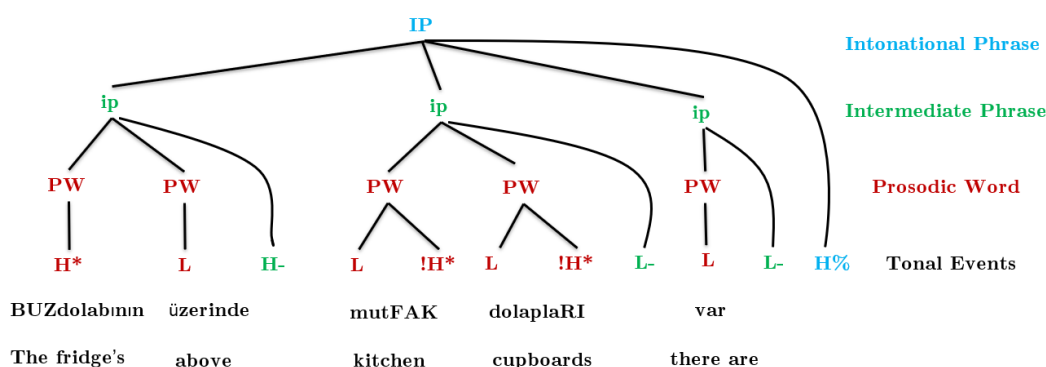 IP Intonational Phrase
ip ip ip Intermediate Phrase
PW PW PW PW PW Prosodic Word
H* L H- L !H* L !H* L- L L- H% Tonal Events
BUZdolabının üzerinde mutFAK dolaplaRI var
The fridge's above kitchen cupboards there are